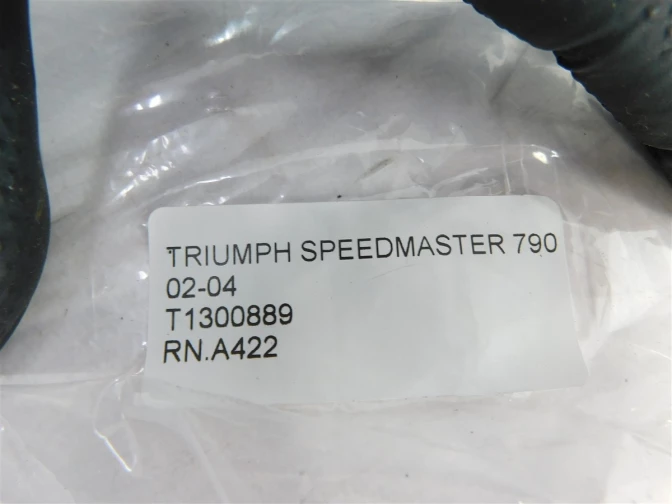 TRIUMPH SPEEDMASTER 790
02-04
T1300889
RN.A422